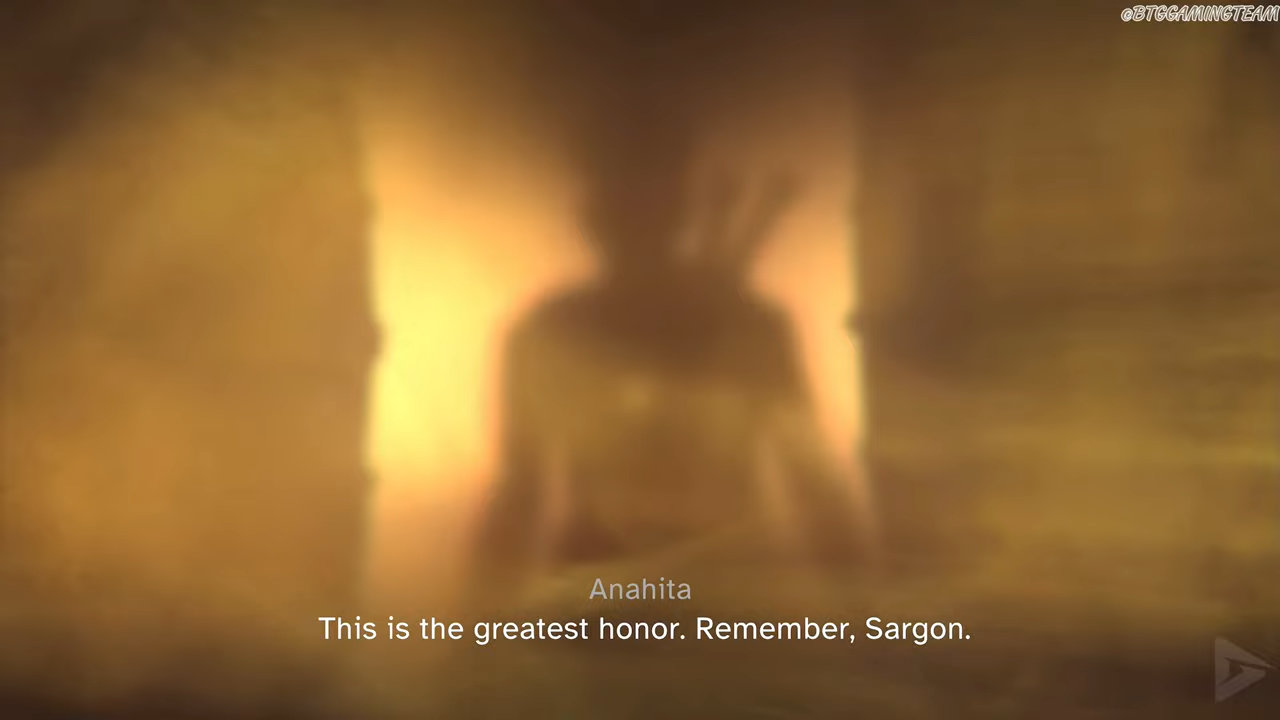 @BTGGAMINGTEAM
Anahita
This is the greatest honor. Remember, Sargon.